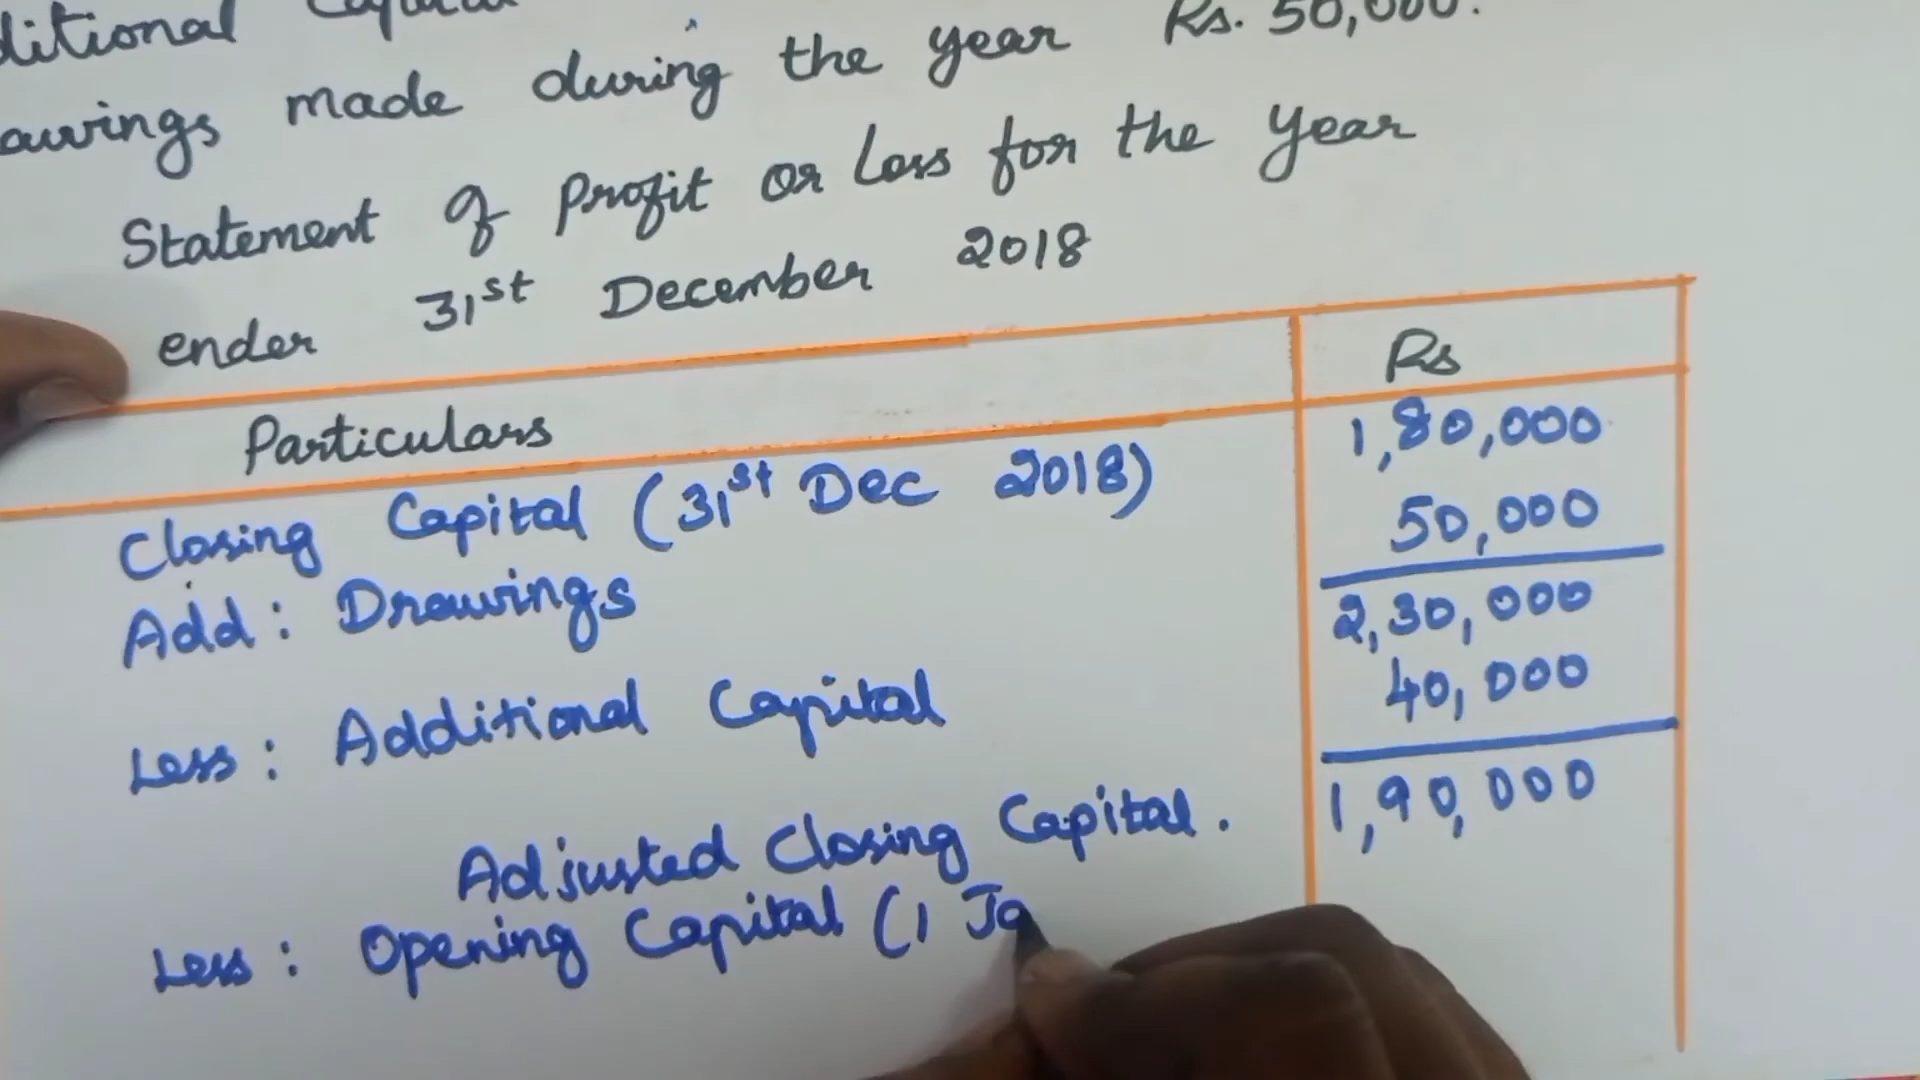 ditional Capital
awings made during the year Rs. 50,000.
Statement of Profit or Loss for the Year
ender 31st December 2018
Particulars Rs
Closing Capital (31st Dec 2018) 1,80,000
Add: Drawings 50,000
2,30,000
Less: Additional Capital 40,000
Adjusted Closing Capital. 1,90,000
Less: Opening Capital (1 Ja